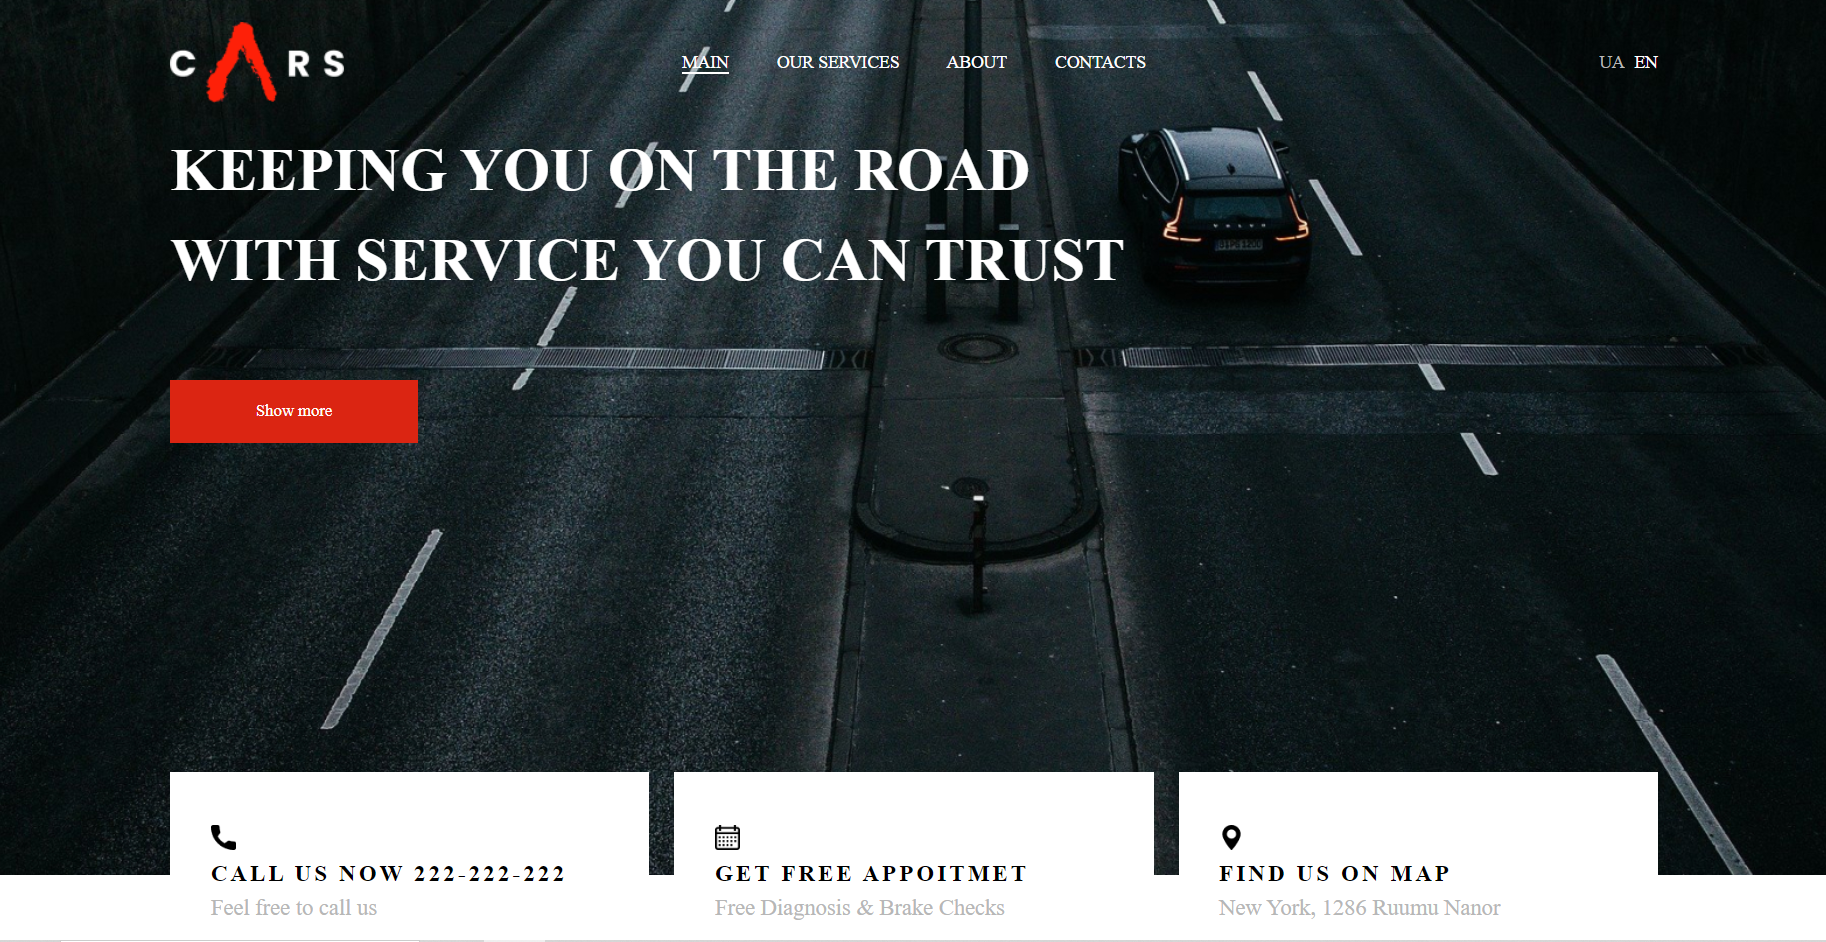 CARS
MAIN OUR SERVICES ABOUT CONTACTS
UA EN
KEEPING YOU ON THE ROAD
WITH SERVICE YOU CAN TRUST
VOLVO
Show more
CALL US NOW 222-222-222
Feel free to call us
GET FREE APPOITMET
Free Diagnosis & Brake Checks
FIND US ON MAP
New York, 1286 Ruumu Nanor